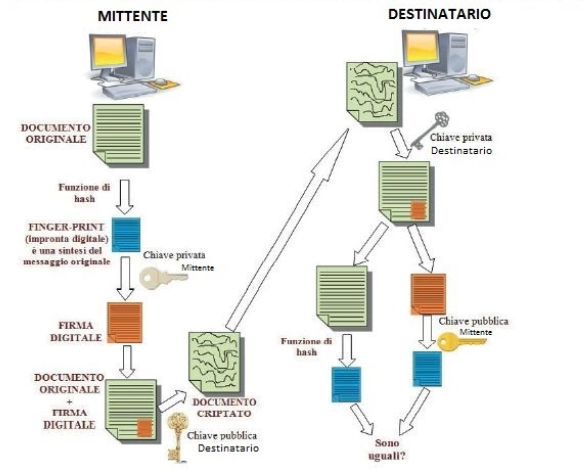 MITTENTE
DOCUMENTO
ORIGINALE
Funzione di
hash
FINGER-PRINT
(impronta digitale)
è una sintesi del
messaggio originale
Chiave privata
Mittente
FIRMA
DIGITALE
DOCUMENTO
ORIGINALE
+
FIRMA
DIGITALE
DOCUMENTO
CRIPTATO
Chiave pubblica
Destinatario
DESTINATARIO
Chiave privata
Destinatario
Funzione di
hash
Chiave pubblica
Mittente
Sono
uguali?